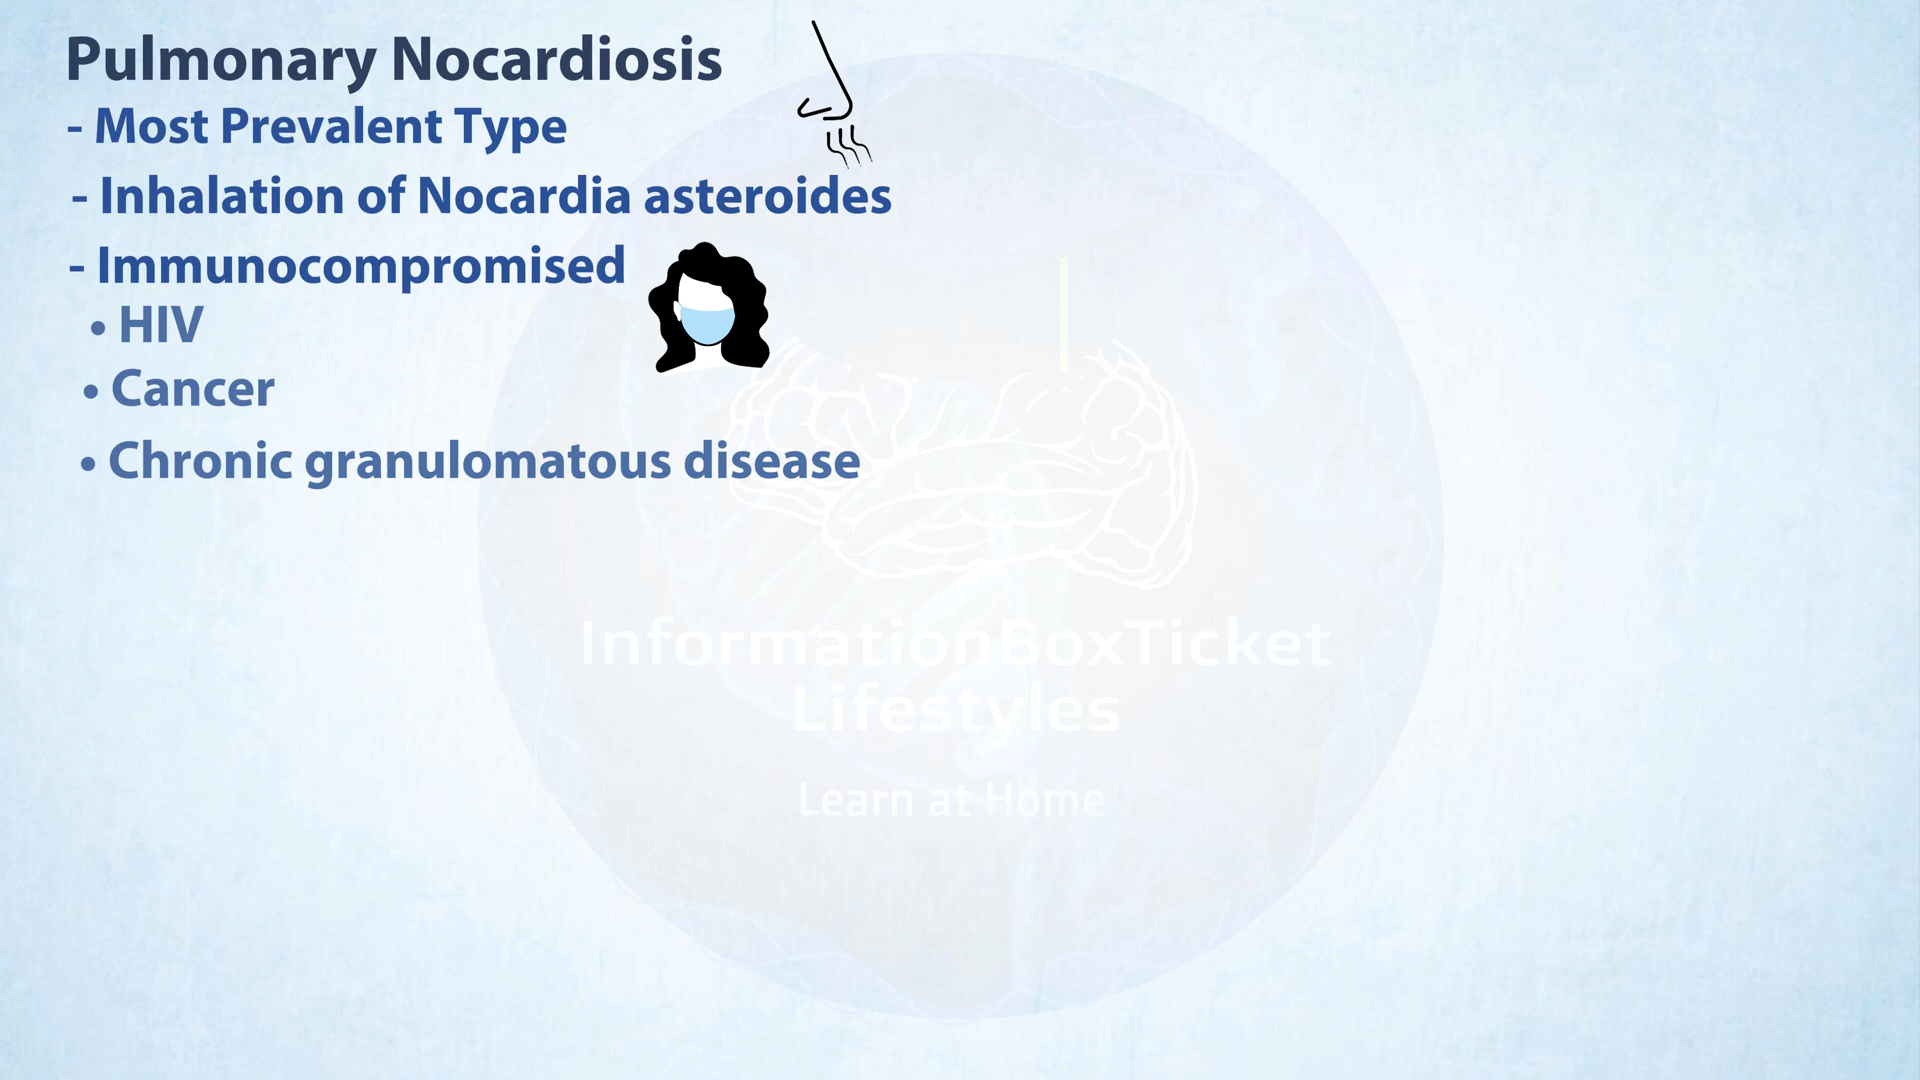 Pulmonary Nocardiosis
- Most Prevalent Type
- Inhalation of Nocardia asteroides
- Immunocompromised
• HIV
• Cancer
• Chronic granulomatous disease
InformationBoxTicket
Lifestyles
Learn at Home